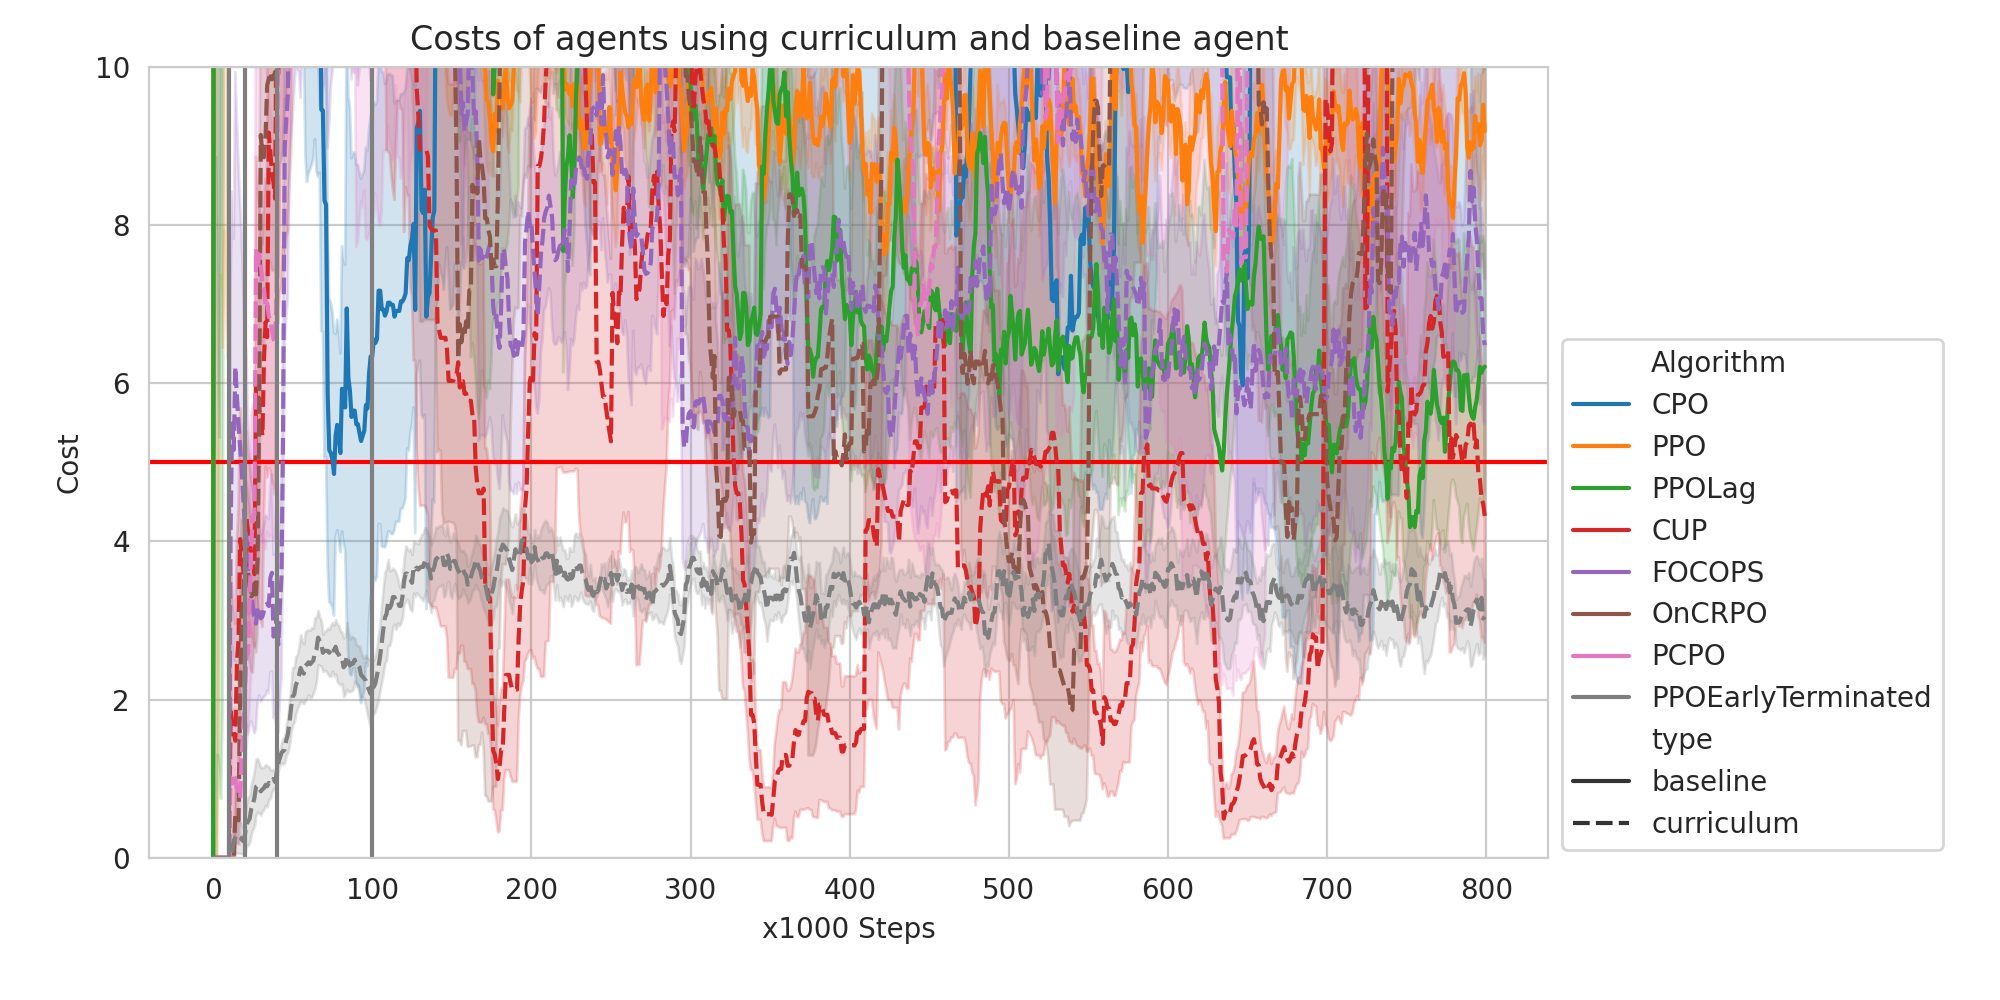 Costs of agents using curriculum and baseline agent
10
8
6
4
2
0
Cost
0 100 200 300 400 500 600 700 800
x1000 Steps
Algorithm
CPO
PPO
PPOLag
CUP
FOCOPS
OnCRPO
PCPO
PPOEarlyTerminated
type
baseline
curriculum